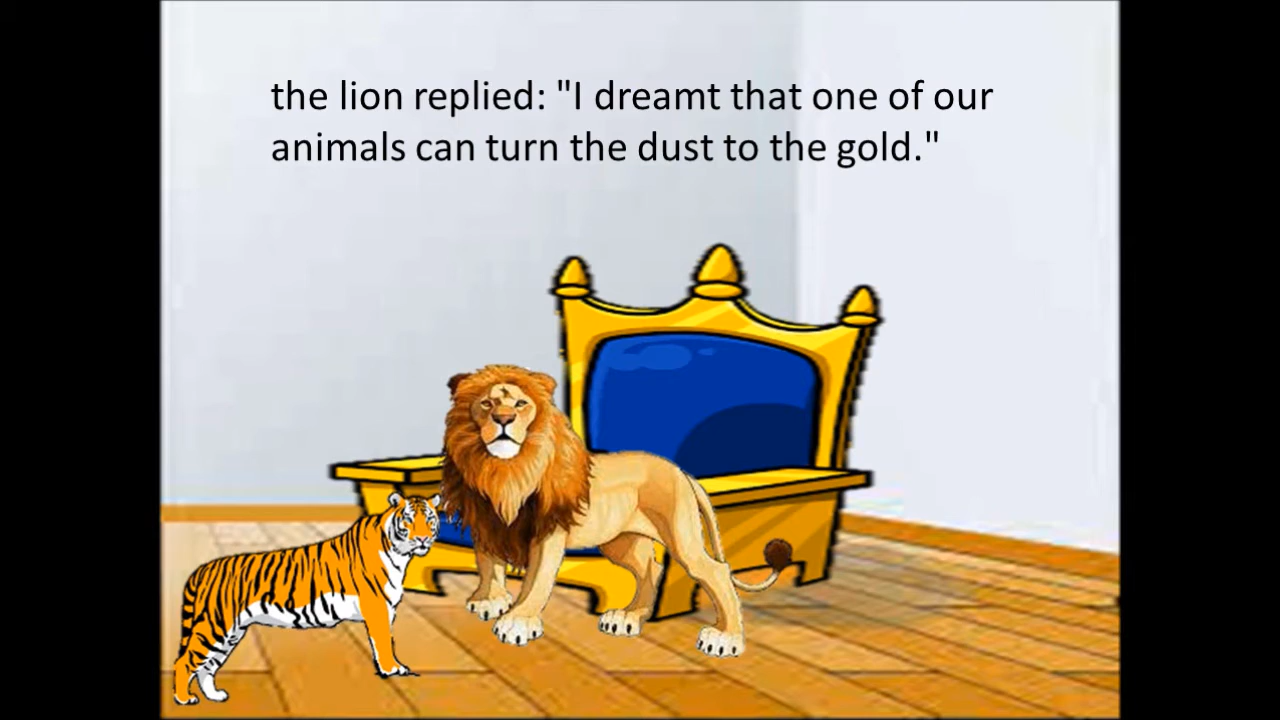 the lion replied: "I dreamt that one of our
animals can turn the dust to the gold."